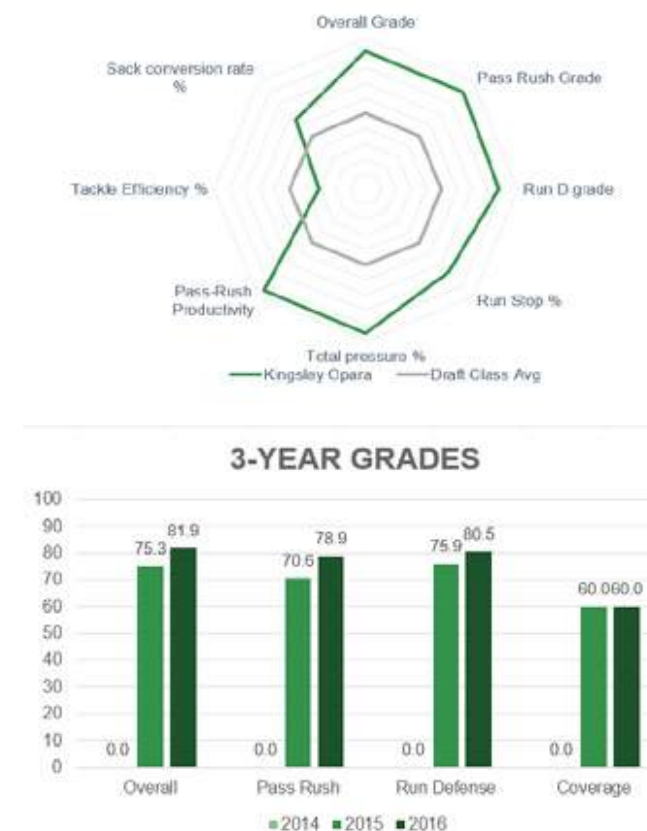 Overall Grade
Sack conversion rate
%
Pass Rush Grade
Tackle Efficiency %
Run D grade
Pass-Rush
Productivity
Run Stop %
Total pressure %
Kingsley Opara
Draft Class Avg
3-YEAR GRADES
100
90
80
70
60
50
40
30
20
10
0
0.0 75.3 81.9
0.0 70.6 78.9
0.0 75.9 80.5
0.0 60.0 60.0
Overall Pass Rush Run Defense Coverage
2014 2015 2016